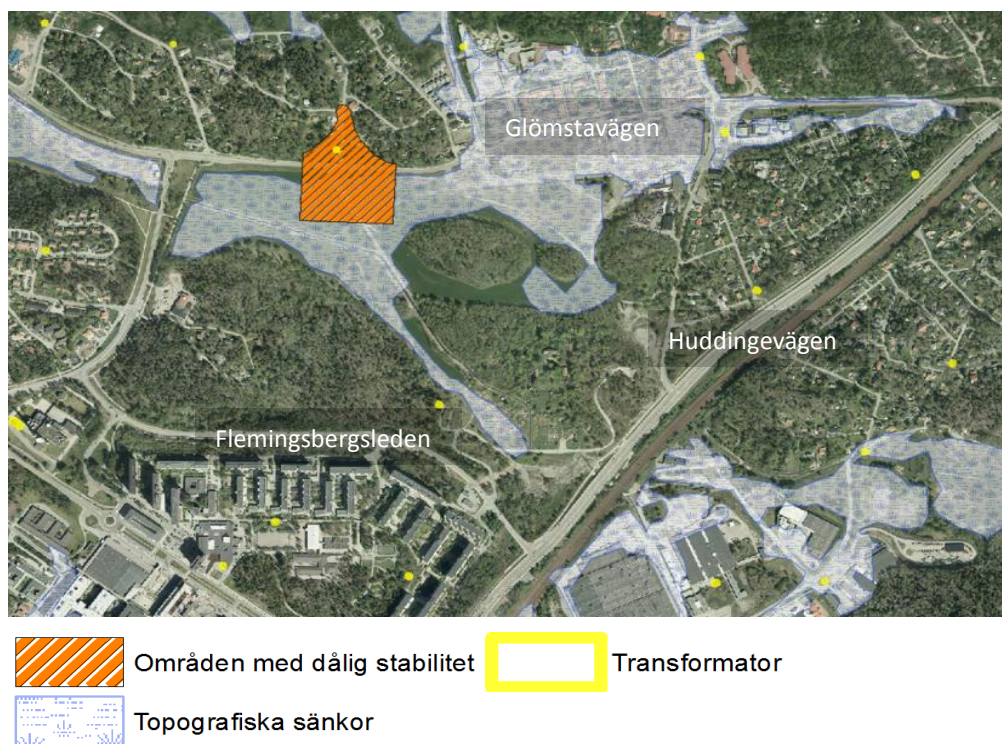 Glömstavägen
Huddingevägen
Flemingsbergsleden
Områden med dålig stabilitet
Transformator
Topografiska sänkor